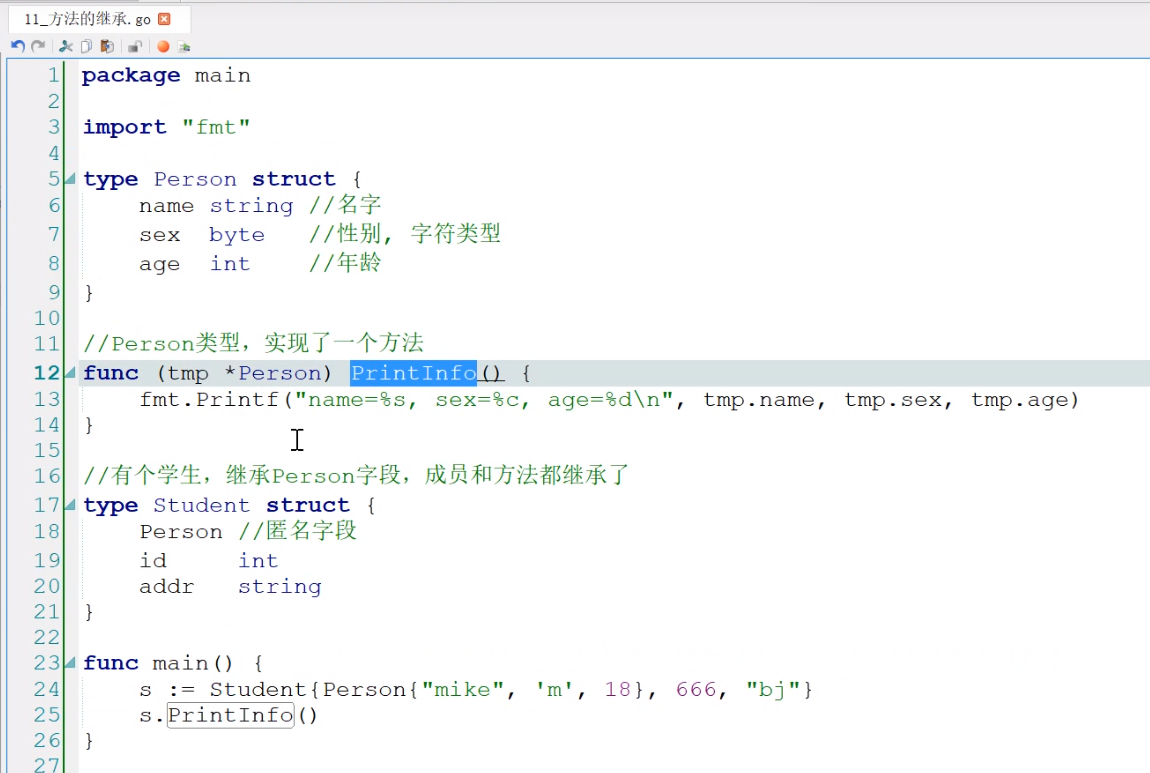 11_方法的继承.go
1 package main
2
3 import "fmt"
4
5 type Person struct {
6     name string //名字
7     sex  byte   //性别, 字符类型
8     age  int    //年龄
9 }
10
11 //Person类型，实现了一个方法
12 func (tmp *Person) PrintInfo() {
13     fmt.Printf("name=%s, sex=%c, age=%d\n", tmp.name, tmp.sex, tmp.age)
14 }
15
16 //有个学生，继承Person字段，成员和方法都继承了
17 type Student struct {
18     Person //匿名字段
19     id     int
20     addr   string
21 }
22
23 func main() {
24     s := Student{Person{"mike", 'm', 18}, 666, "bj"}
25     s.PrintInfo()
26 }
27